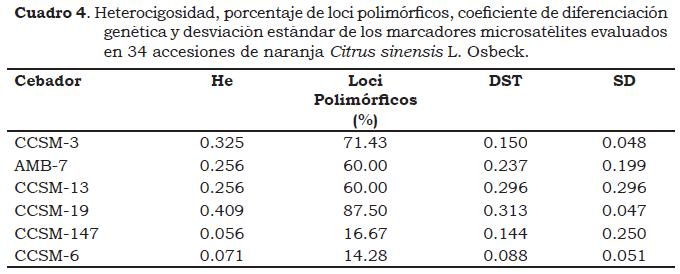 Cuadro 4. Heterocigosidad, porcentaje de loci polimórficos, coeficiente de diferenciación
genética y desviación estándar de los marcadores microsatélites evaluados
en 34 accesiones de naranja Citrus sinensis L. Osbeck.
Cebador He Loci DST SD
Polimórficos
(%)
CCSM-3 0.325 71.43 0.150 0.048
AMB-7 0.256 60.00 0.237 0.199
CCSM-13 0.256 60.00 0.296 0.296
CCSM-19 0.409 87.50 0.313 0.047
CCSM-147 0.056 16.67 0.144 0.250
CCSM-6 0.071 14.28 0.088 0.051